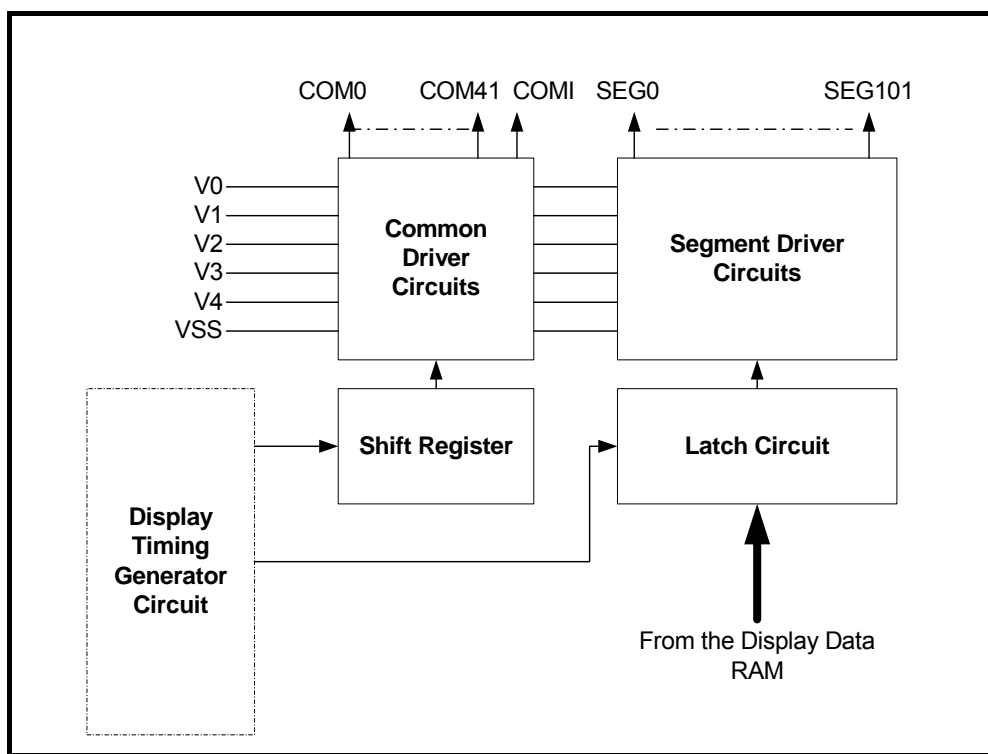 COM0 COM41 COMI SEG0 SEG101
V0
V1
V2
V3
V4
VSS
Common
Driver
Circuits
Segment Driver
Circuits
Shift Register
Latch Circuit
Display
Timing
Generator
Circuit
From the Display Data
RAM